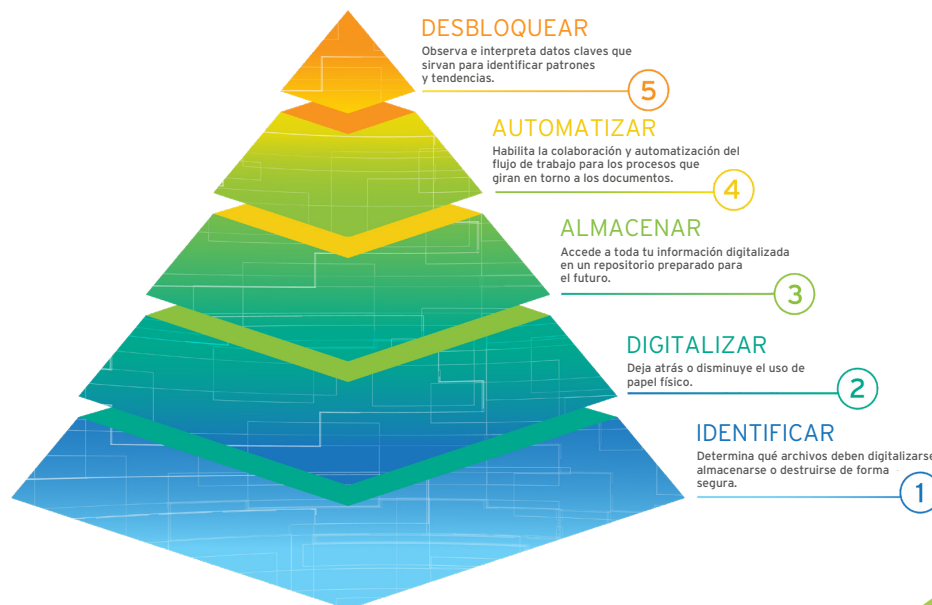 DESBLOQUEAR
Observa e interpreta datos claves que
sirvan para identificar patrones
y tendencias.
5
AUTOMATIZAR
Habilita la colaboración y automatización del
flujo de trabajo para los procesos que
giran en torno a los documentos.
4
ALMACENAR
Accede a toda tu información digitalizada
en un repositorio preparado para
el futuro.
3
DIGITALIZAR
Deja atrás o disminuye el uso de
papel físico.
2
IDENTIFICAR
Determina qué archivos deben digitalizarse
almacenarse o destruirse de forma
segura.
1